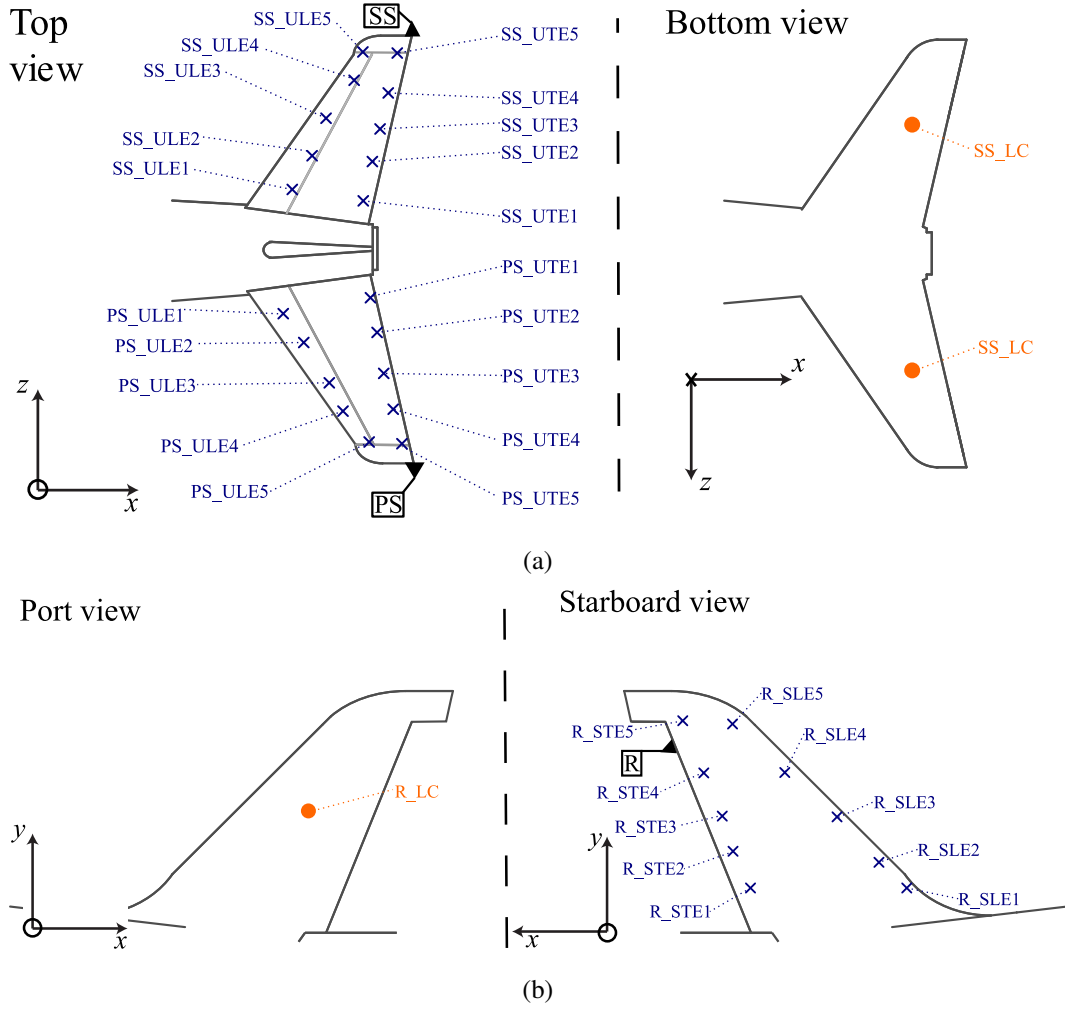 Top
view
SS
SS_ULE5
SS_ULE4
SS_ULE3
SS_ULE2
SS_ULE1
SS_UTE5
SS_UTE4
SS_UTE3
SS_UTE2
SS_UTE1
PS_UTE1
PS_UTE2
PS_UTE3
PS_UTE4
PS_UTE5
PS_ULE1
PS_ULE2
PS_ULE3
PS_ULE4
PS_ULE5
PS
z
x
Bottom view
SS_LC
SS_LC
x
z
(a)
Port view
R_LC
y
x
Starboard view
R_SLE5
R_SLE4
R_SLE3
R_SLE2
R_SLE1
R_STE5
R
R_STE4
R_STE3
R_STE2
R_STE1
y
x
(b)